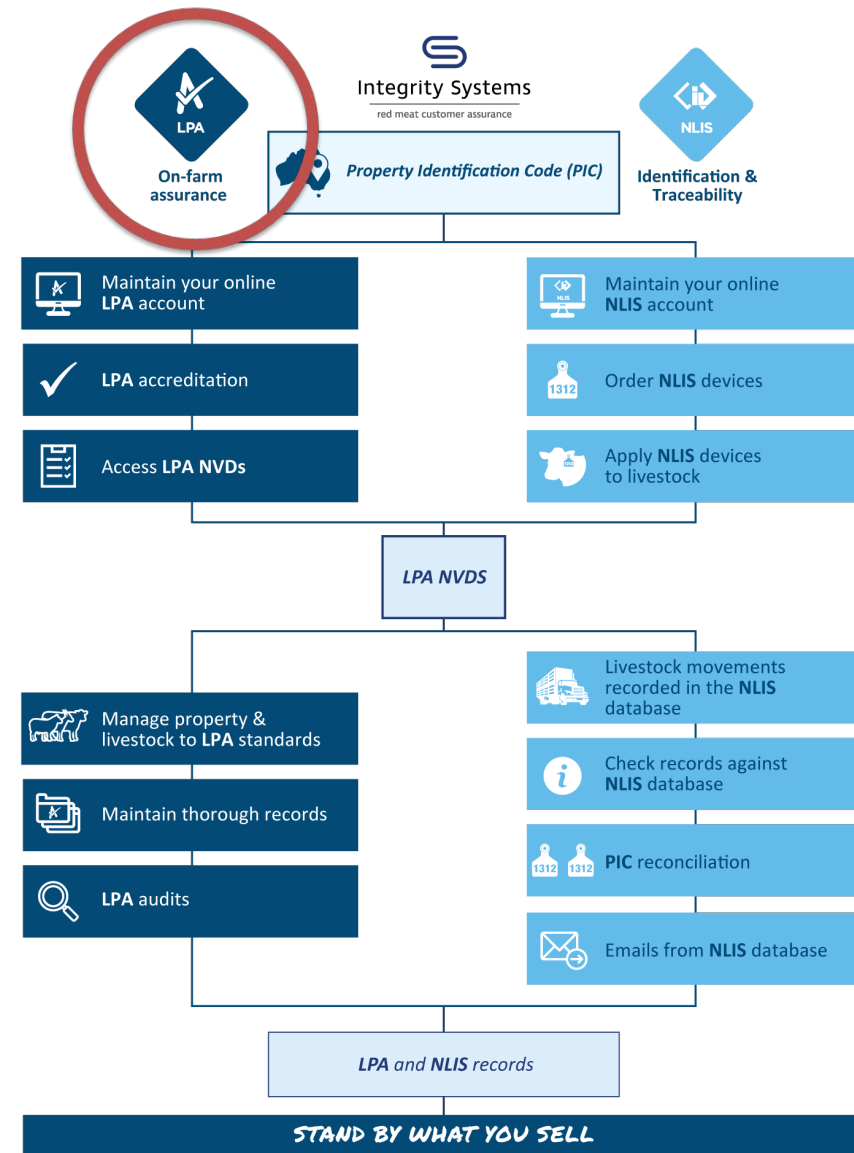 LPA
On-farm
assurance
Integrity Systems
red meat customer assurance
Property Identification Code (PIC)
NLIS
Identification &
Traceability
Maintain your online
LPA account
LPA accreditation
Access LPA NVDs
NLIS
Maintain your online
NLIS account
1312
Order NLIS devices
Apply NLIS devices
to livestock
LPA NVDS
Manage property &
livestock to LPA standards
Maintain thorough records
LPA audits
Livestock movements
recorded in the NLIS
database
i
Check records against
NLIS database
1312 1312
PIC reconciliation
Emails from NLIS database
LPA and NLIS records
STAND BY WHAT YOU SELL